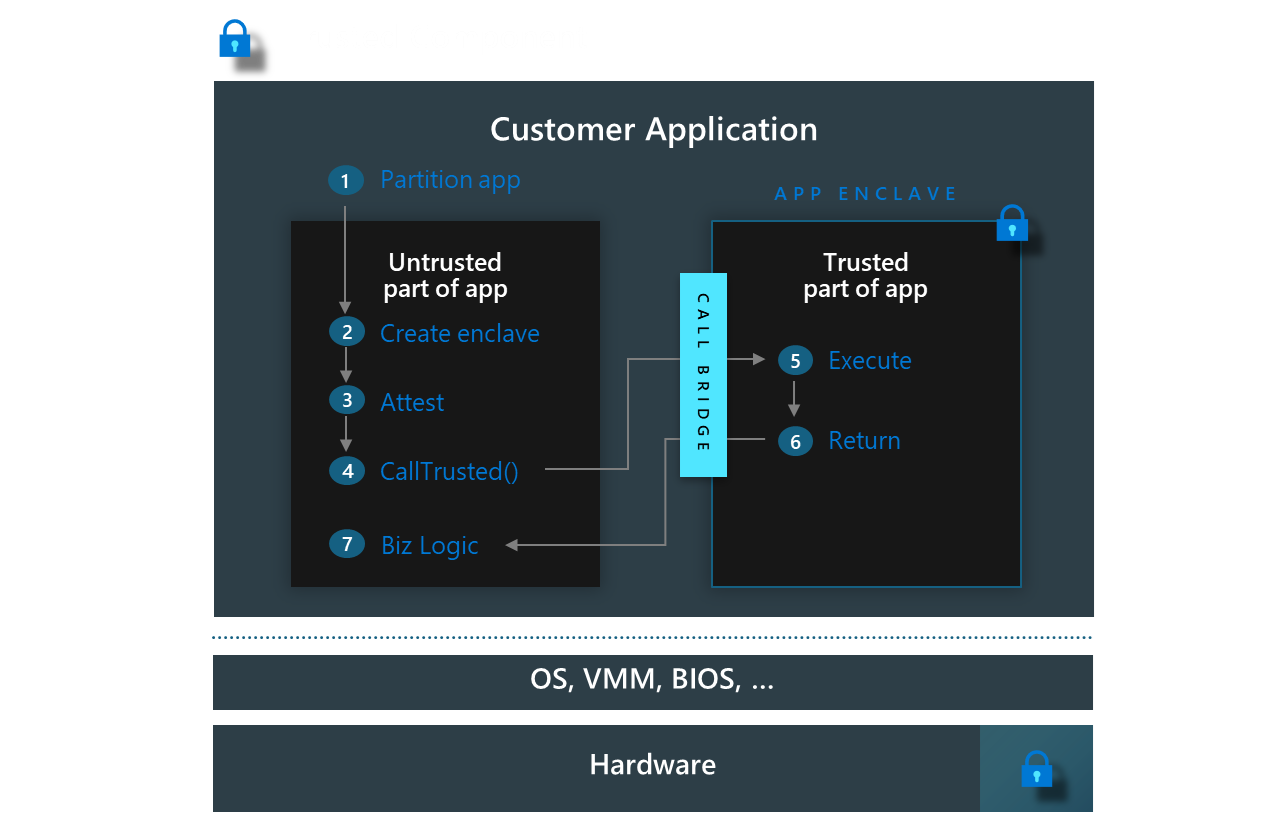 Customer Application
1 Partition app
APP ENCLAVE
Untrusted
part of app
2 Create enclave
3 Attest
4 CallTrusted()
7 Biz Logic
CALL BRIDGE
Trusted
part of app
5 Execute
6 Return
OS, VMM, BIOS, ...
Hardware